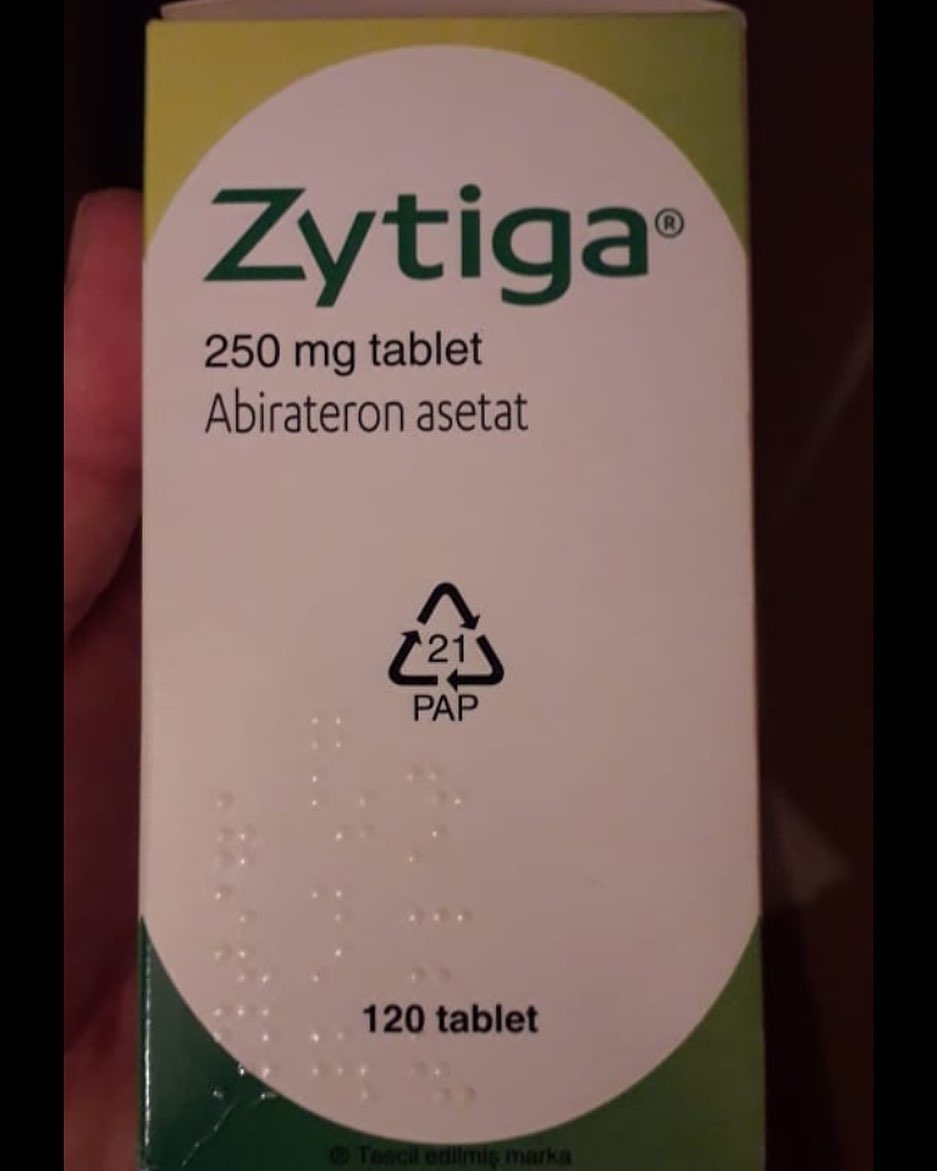 Zytiga®
250 mg tablet
Abirateron asetat
21
PAP
120 tablet
® Tescil edilmiş marka